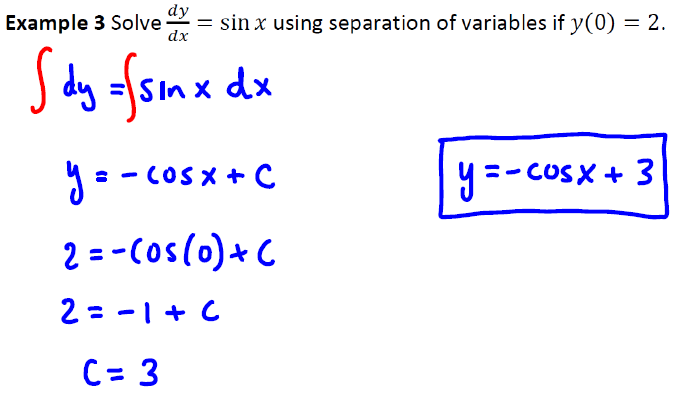 Example 3 Solve dy/dx = sin x using separation of variables if y(0) = 2.
∫ dy = ∫ sin x dx
y = - cos x + C
y = - cos x + 3
2 = - cos(0) + C
2 = - 1 + C
C = 3